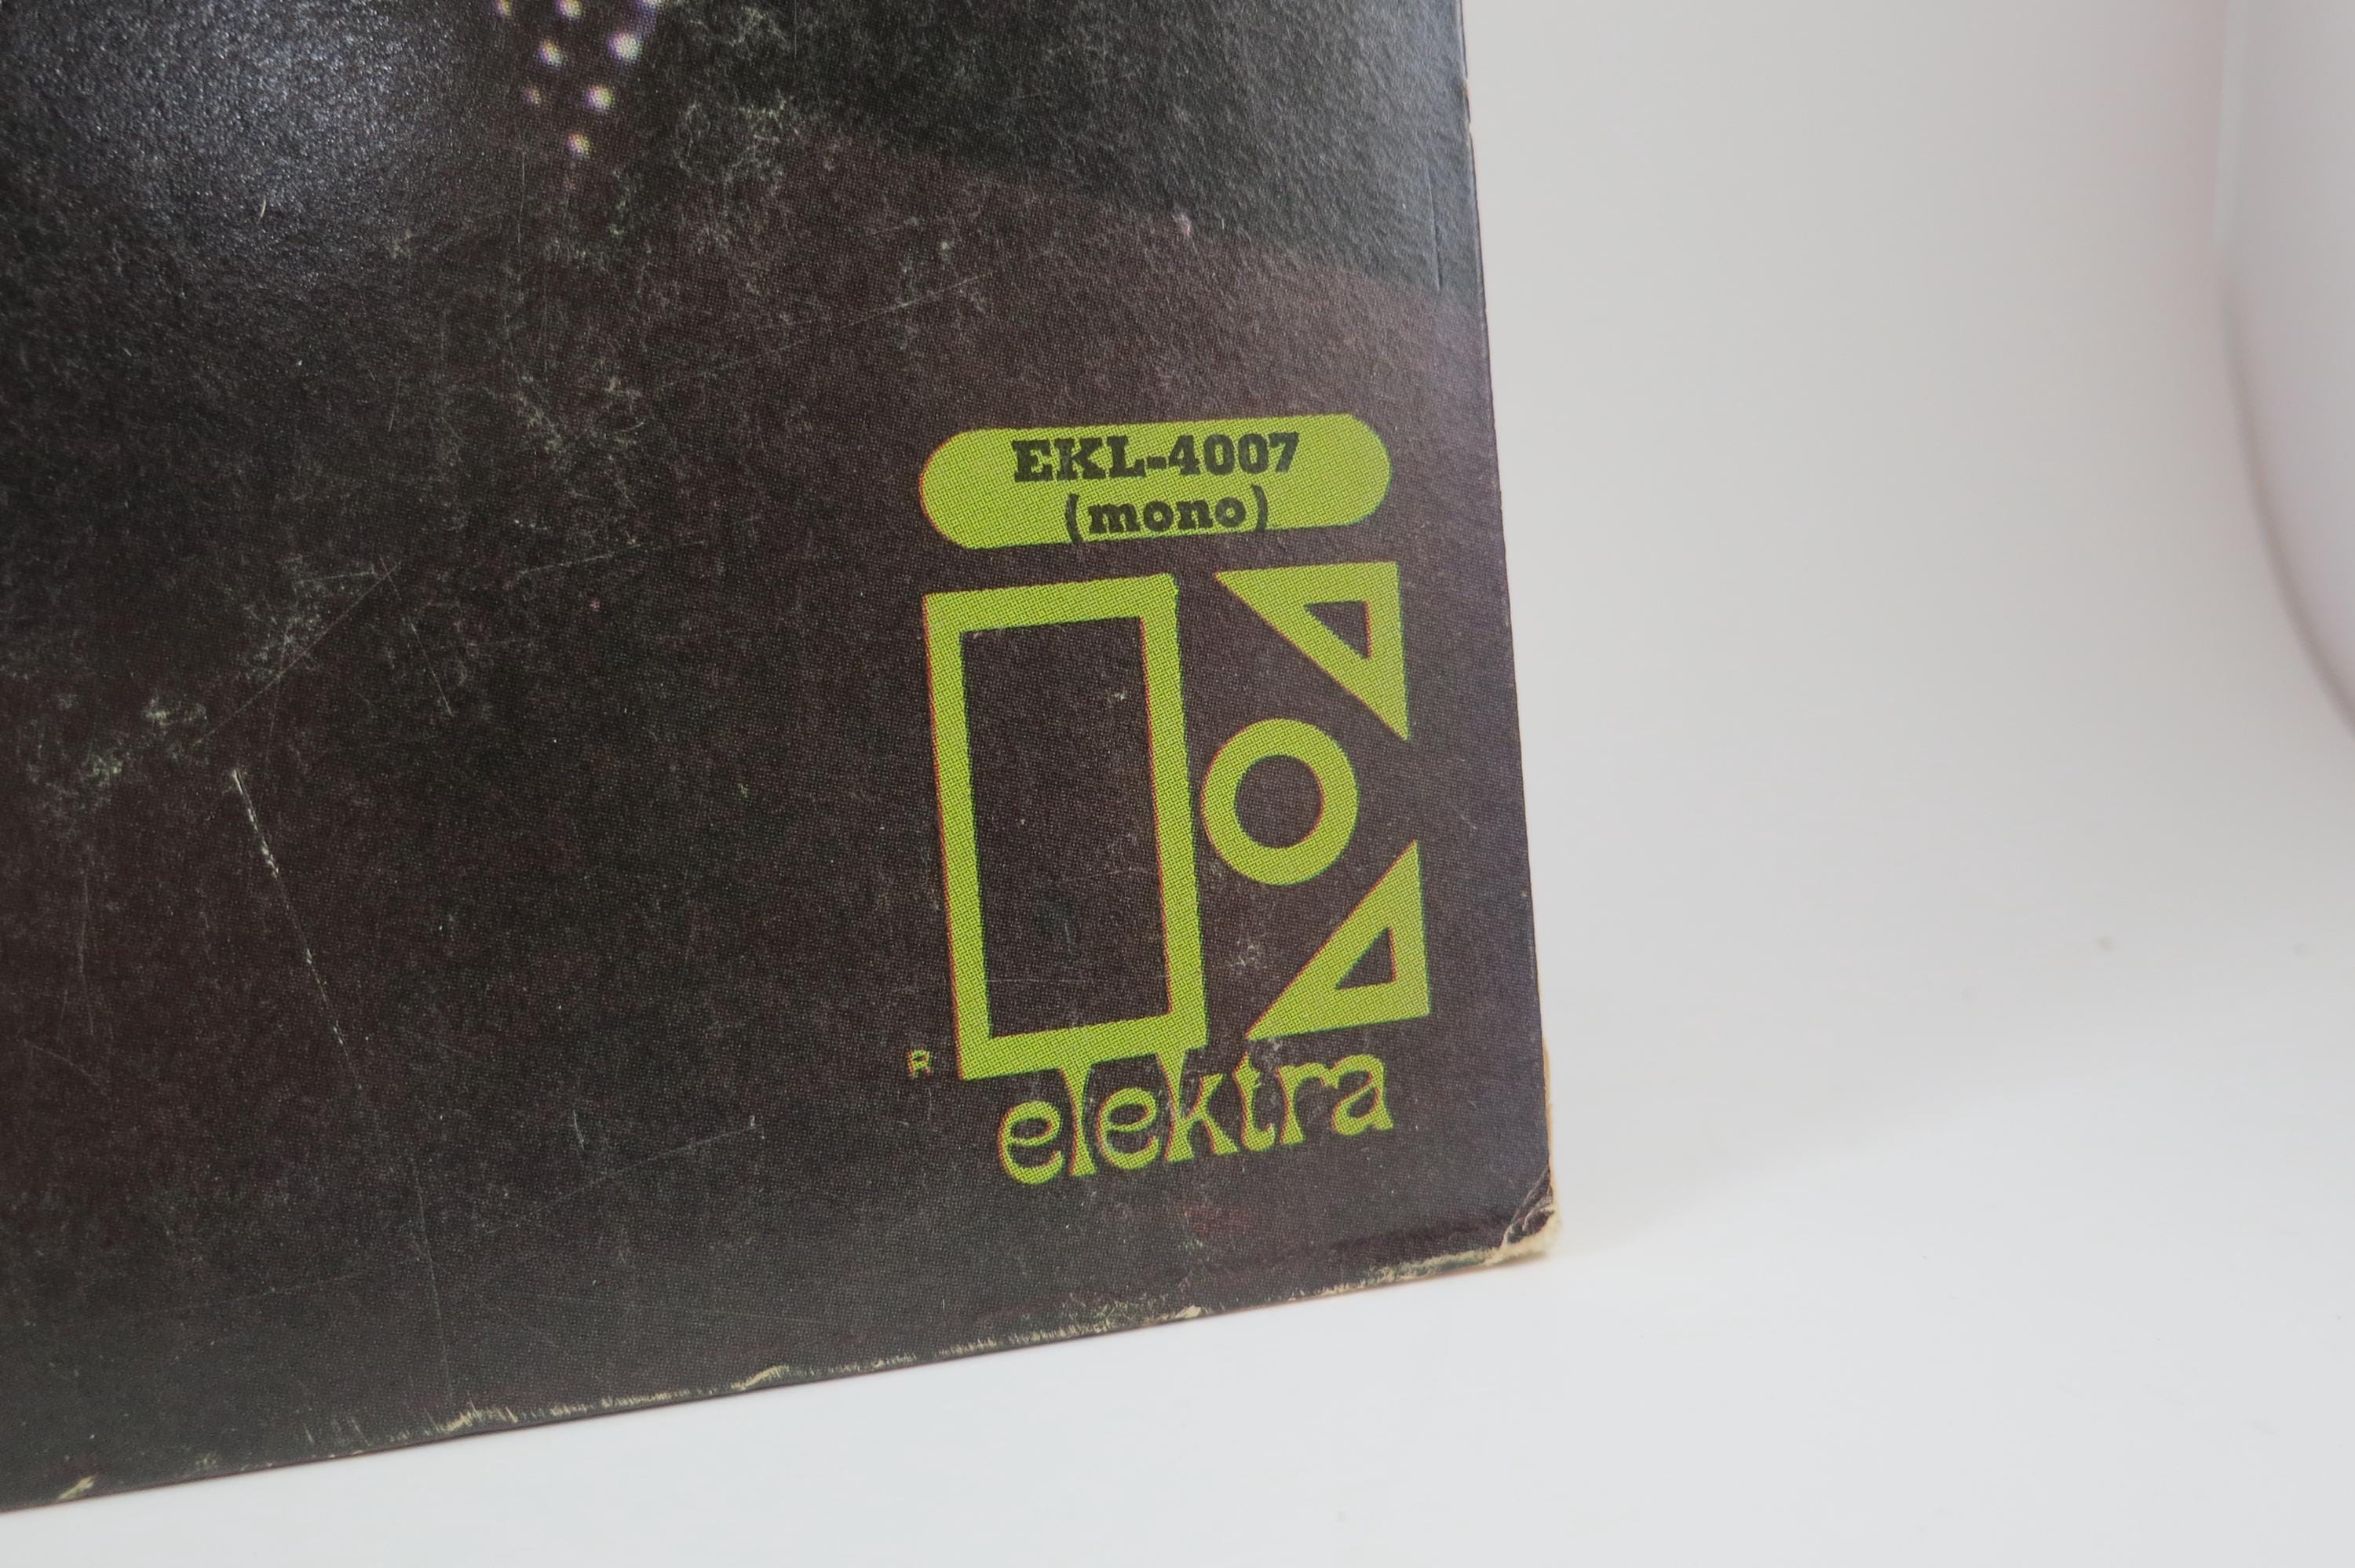 EKL-4007
(mono)
R
elektra